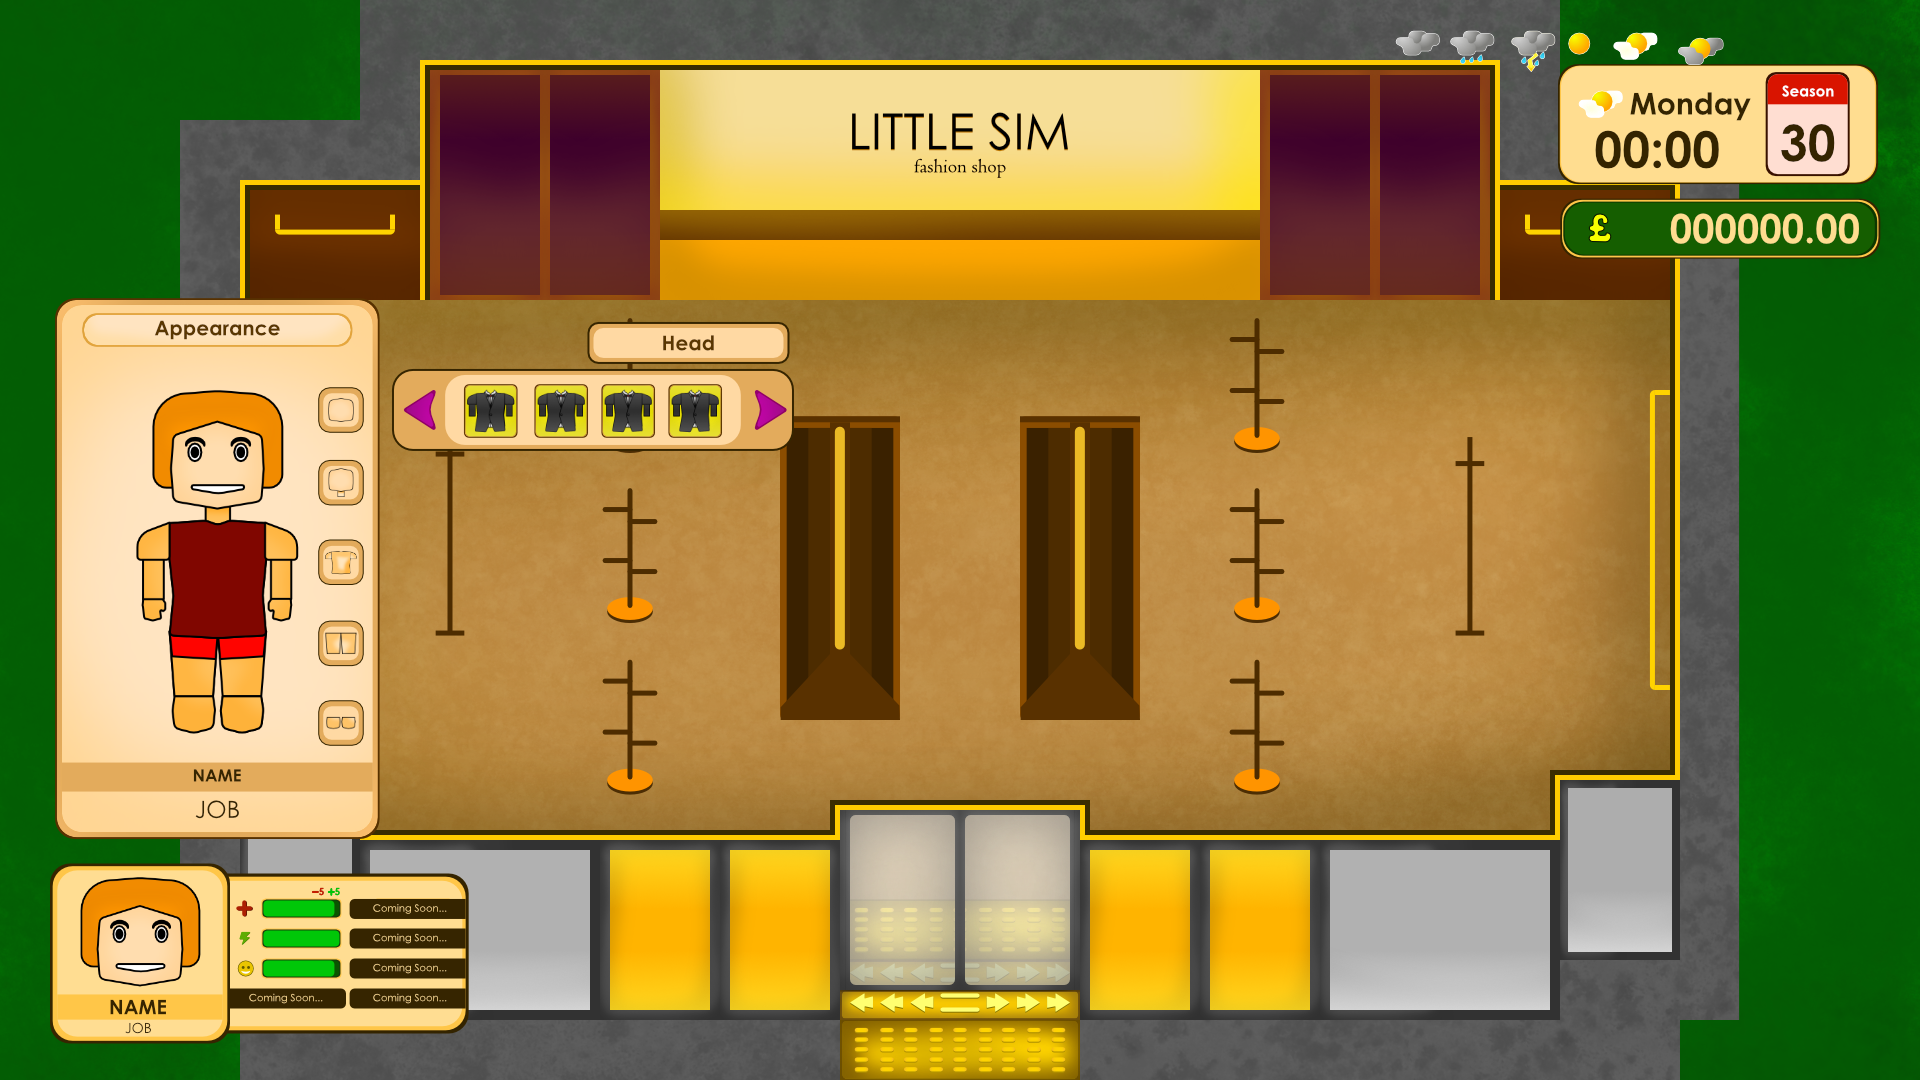 LITTLE SIM
fashion shop
Monday
00:00
Season
30
£ 000000.00
Appearance
Head
NAME
JOB
−5 +5
Coming Soon...
Coming Soon...
Coming Soon...
Coming Soon... Coming Soon...
NAME
JOB